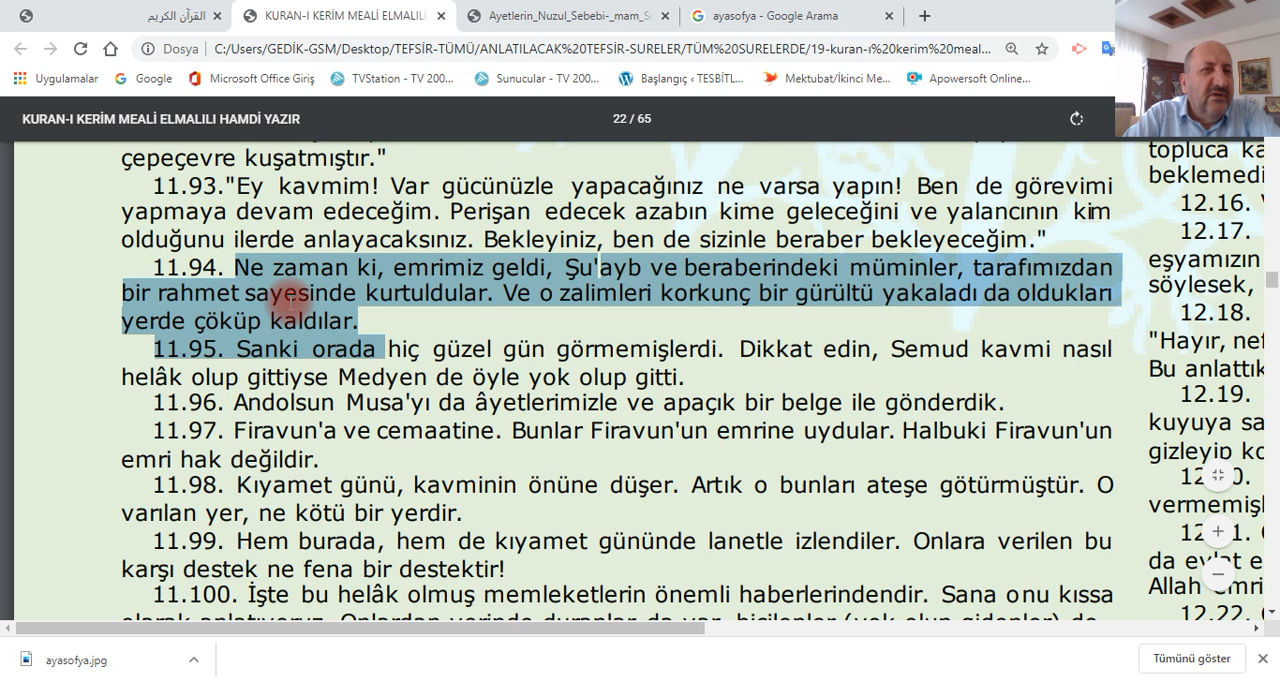 القرآن الكريم
KURAN-I KERİM MEALİ ELMALILI
Ayetlerin_Nuzul_Sebebi-_mam_S
ayasofya - Google Arama
Dosya
C:/Users/GEDİK-GSM/Desktop/TEFSİR-TÜMÜ/ANLATILACAK%20TEFSİR-SURELER/TÜM%20SURELERDE/19-kuran-ı%20kerim%20meal...
Uygulamalar
Google
Microsoft Office Giriş
TVStation - TV 200...
Sunucular - TV 200...
Başlangıç ‹ TESBİTL...
Mektubat/İkinci Me...
Apowersoft Online...
KURAN-I KERİM MEALİ ELMALILI HAMDİ YAZIR
22 / 65
çepeçevre kuşatmıştır."
11.93."Ey kavmim! Var gücünüzle yapacağınız ne varsa yapın! Ben de görevimi
yapmaya devam edeceğim. Perişan edecek azabın kime geleceğini ve yalancının kim
olduğunu ilerde anlayacaksınız. Bekleyiniz, ben de sizinle beraber bekleyeceğim."
11.94. Ne zaman ki, emrimiz geldi, Şu'ayb ve beraberindeki müminler, tarafımızdan
bir rahmet sayesinde kurtuldular. Ve o zalimleri korkunç bir gürültü yakaladı da oldukları
yerde çöküp kaldılar.
11.95. Sanki orada hiç güzel gün görmemişlerdi. Dikkat edin, Semud kavmi nasıl
helâk olup gittiyse Medyen de öyle yok olup gitti.
11.96. Andolsun Musa'yı da âyetlerimizle ve apaçık bir belge ile gönderdik.
11.97. Firavun'a ve cemaatine. Bunlar Firavun'un emrine uydular. Halbuki Firavun'un
emri hak değildir.
11.98. Kıyamet günü, kavminin önüne düşer. Artık o bunları ateşe götürmüştür. O
varılan yer, ne kötü bir yerdir.
11.99. Hem burada, hem de kıyamet gününde lanetle izlendiler. Onlara verilen bu
karşı destek ne fena bir destektir!
11.100. İşte bu helâk olmuş memleketlerin önemli haberlerindendir. Sana onu kıssa
topluca ka
beklemedi
12.16.
12.17.
eşyamızın
söylesek,
12.18.
"Hayır, nef
Bu anlattık
12.19.
kuyuya sa
gizleyip ko
vermemişl
da evlat e
Allah emri
12.22.
ayasofya.jpg
Tümünü göster